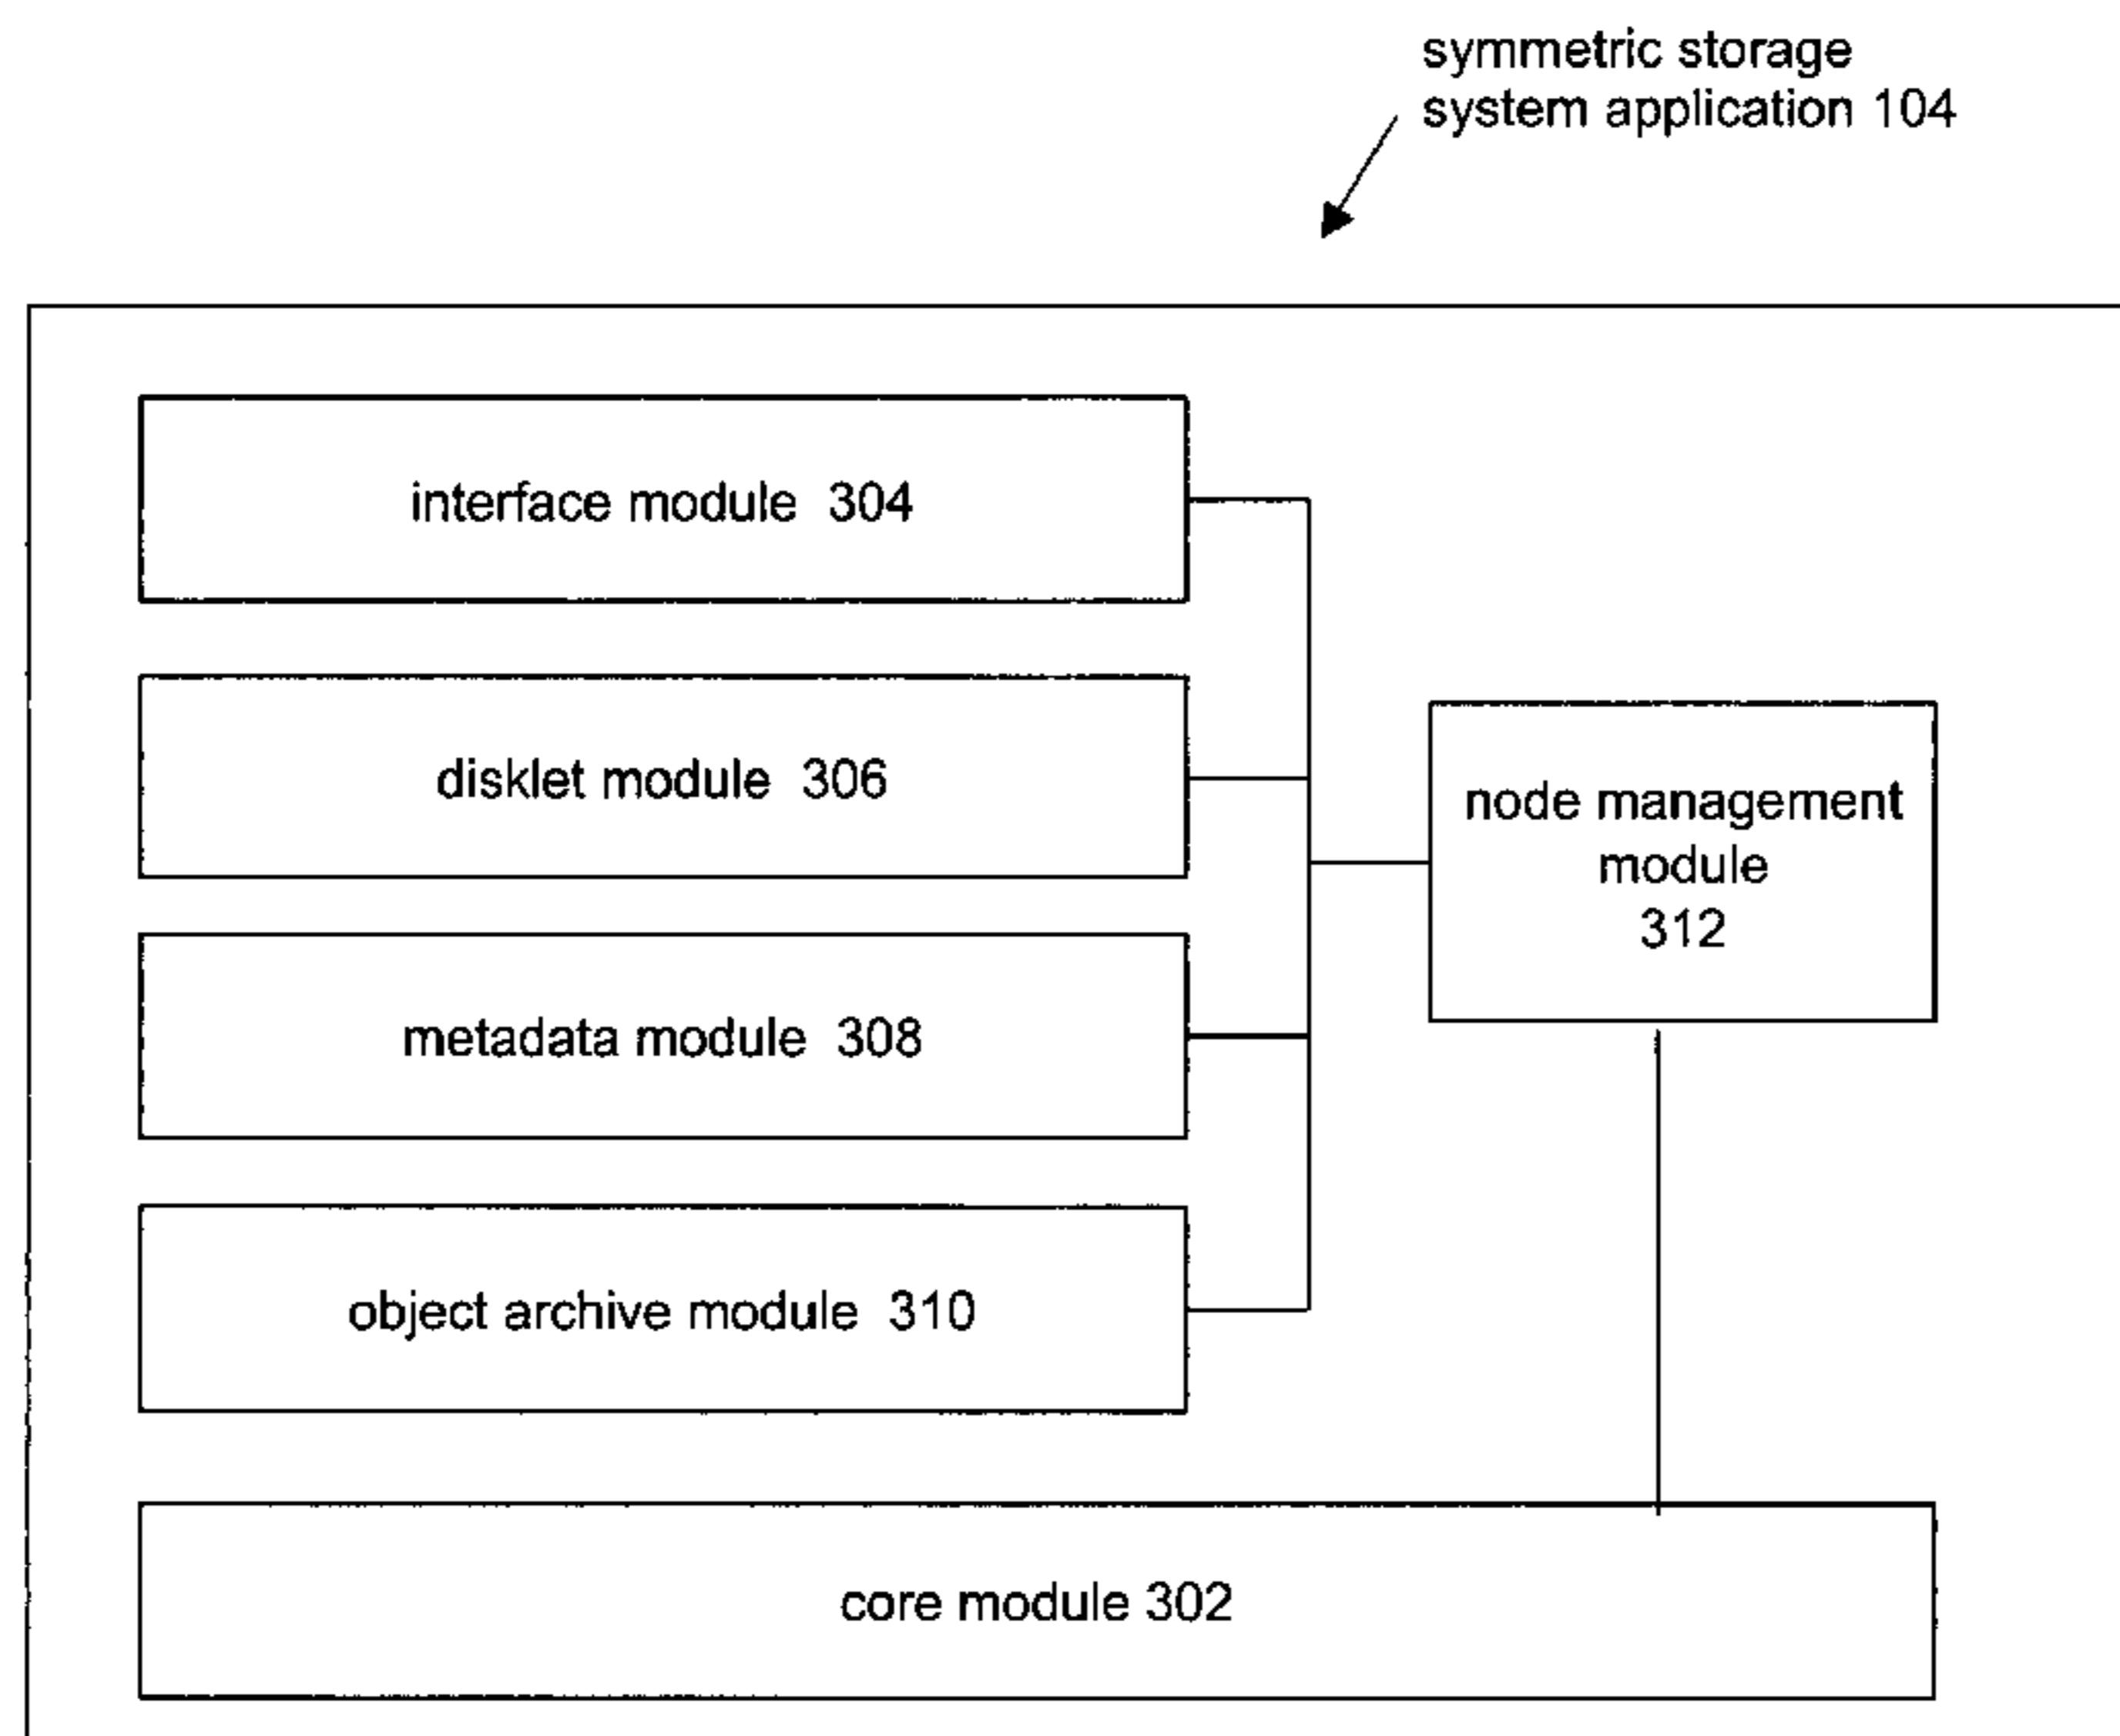 symmetric storage
system application 104
interface module 304
disklet module 306
node management
module
312
metadata module 308
object archive module 310
core module 302